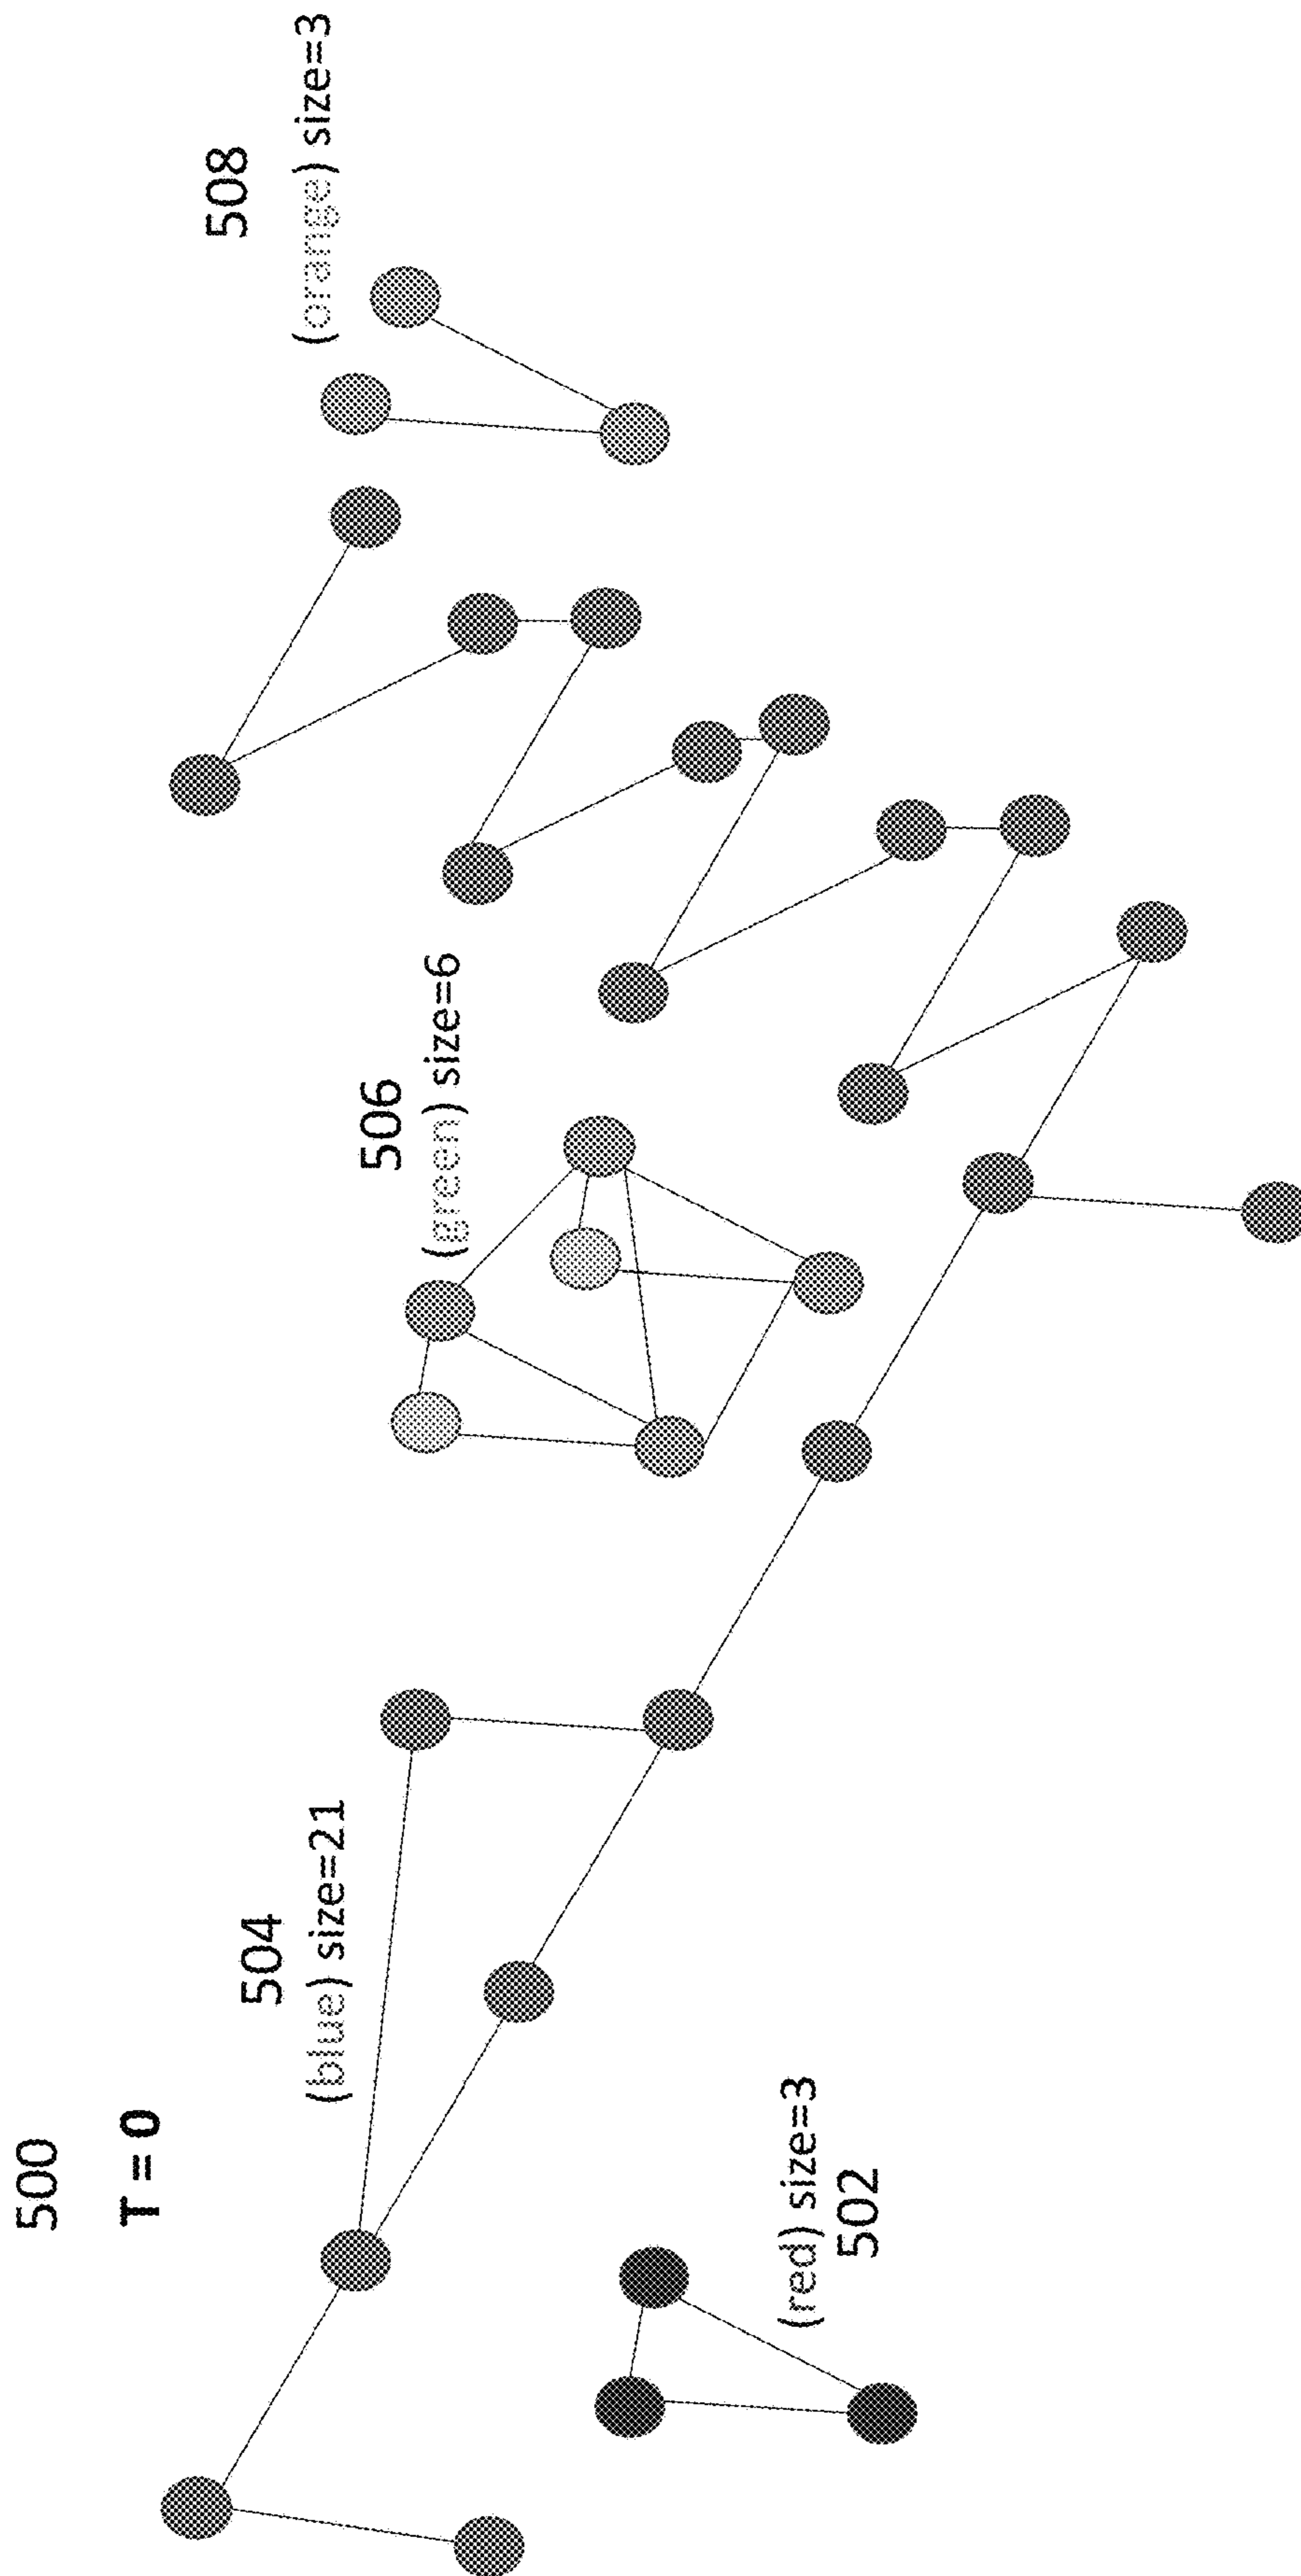 500
T = 0
504
(blue) size=21
506
(green) size=6
508
(orange) size=3
(red) size=3
502